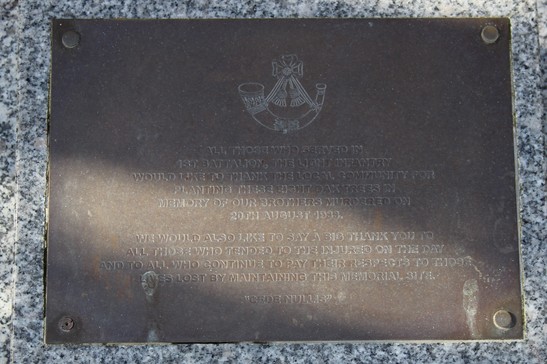 ALL THOSE WHO SERVED IN
1ST BATTALION, THE LIGHT INFANTRY
WOULD LIKE TO THANK THE LOCAL COMMUNITY FOR
PLANTING THESE EIGHT OAK TREES IN
MEMORY OF OUR BROTHERS MURDERED ON
20TH AUGUST 1988.
WE WOULD ALSO LIKE TO SAY A BIG THANK YOU TO
ALL THOSE WHO TENDED TO THE INJURED ON THE DAY
AND TO ALL WHO CONTINUE TO PAY THEIR RESPECTS TO THOSE
LIVES LOST BY MAINTAINING THIS MEMORIAL SITE.
"CEDE NULLIS"